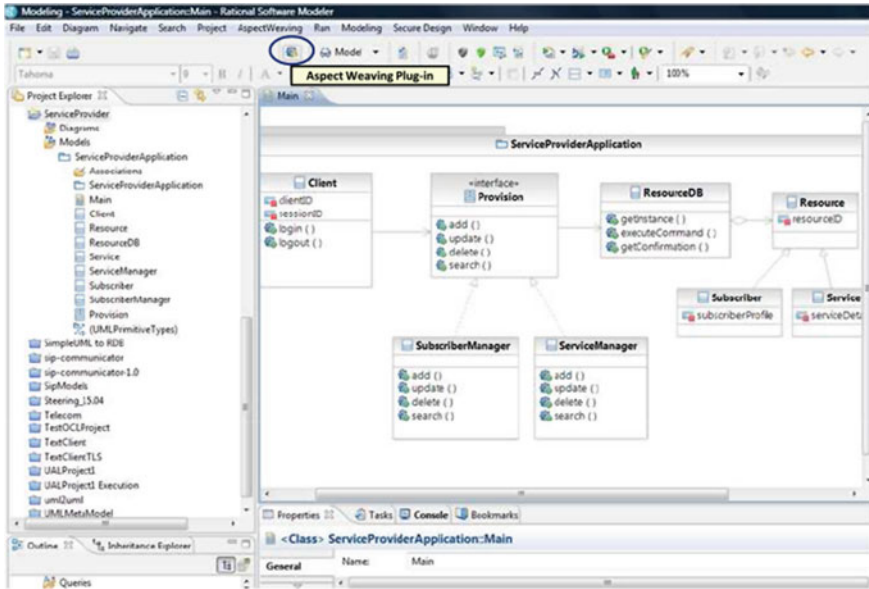 Modeling - ServiceProviderApplication::Main - Rational Software Modeler
File Edit Diagram Navigate Search Project AspectWeaving Run Modeling Secure Design Window Help
Model
Tahoma 9 B I A 100%
Aspect Weaving Plug-in
Project Explorer
ServiceProvider
Diagrams
Models
ServiceProviderApplication
Associations
ServiceProviderApplication
Main
Client
Resource
ResourceDB
Service
ServiceManager
Subscriber
SubscriberManager
Provision
(UMLPrimitiveTypes)
SimpleUML to RDB
sip-communicator
sip-communicator-1.0
SipModels
Steering_15.04
Telecom
TestOCLProject
TextClient
TextClientTLS
UALProject1
UALProject1 Execution
uml2uml
UMLMetaModel
Outline Inheritance Explorer
Queries
Main
ServiceProviderApplication
Client
clientID
sessionID
login ()
logout ()
«interface»
Provision
add ()
update ()
delete ()
search ()
ResourceDB
getInstance ()
executeCommand ()
getConfirmation ()
Resource
resourceID
Subscriber
subscriberProfile
Service
serviceDeta
SubscriberManager
add ()
update ()
delete ()
search ()
ServiceManager
add ()
update ()
delete ()
search ()
Properties Tasks Console Bookmarks
<Class> ServiceProviderApplication::Main
General Name: Main